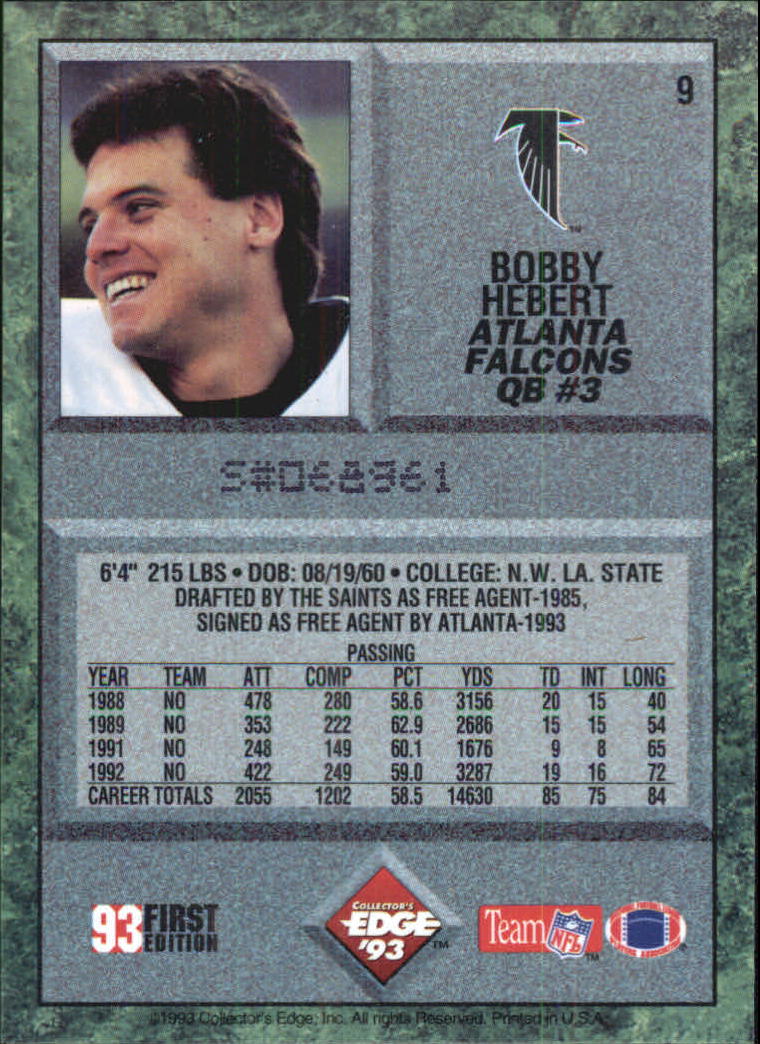 9
BOBBY
HEBERT
ATLANTA
FALCONS
QB #3
6'4" 215 LBS • DOB: 08/19/60 • COLLEGE: N.W. LA. STATE
DRAFTED BY THE SAINTS AS FREE AGENT-1985,
SIGNED AS FREE AGENT BY ATLANTA-1993
PASSING
YEAR TEAM ATT COMP PCT YDS TD INT LONG
1988 NO 478 280 58.6 3156 20 15 40
1989 NO 353 222 62.9 2686 15 15 54
1991 NO 248 149 60.1 1676 9 8 65
1992 NO 422 249 59.0 3287 19 16 72
CAREER TOTALS 2055 1202 58.5 14630 85 75 84
93 FIRST
EDITION
COLLECTOR'S
EDGE
'93 ™
Team NFL ™
©1993 Collector's Edge, Inc. All rights Reserved. Printed in U.S.A.